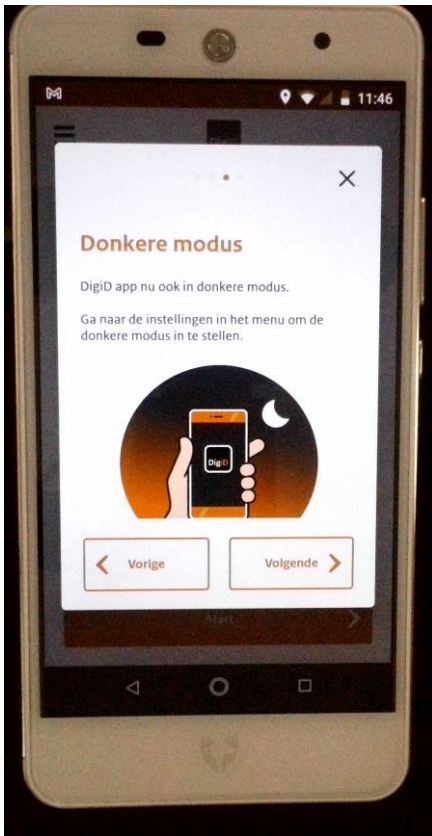 11:46
Donkere modus
DigiD app nu ook in donkere modus.
Ga naar de instellingen in het menu om de
donkere modus in te stellen.
DigiD
Vorige
Volgende
Start